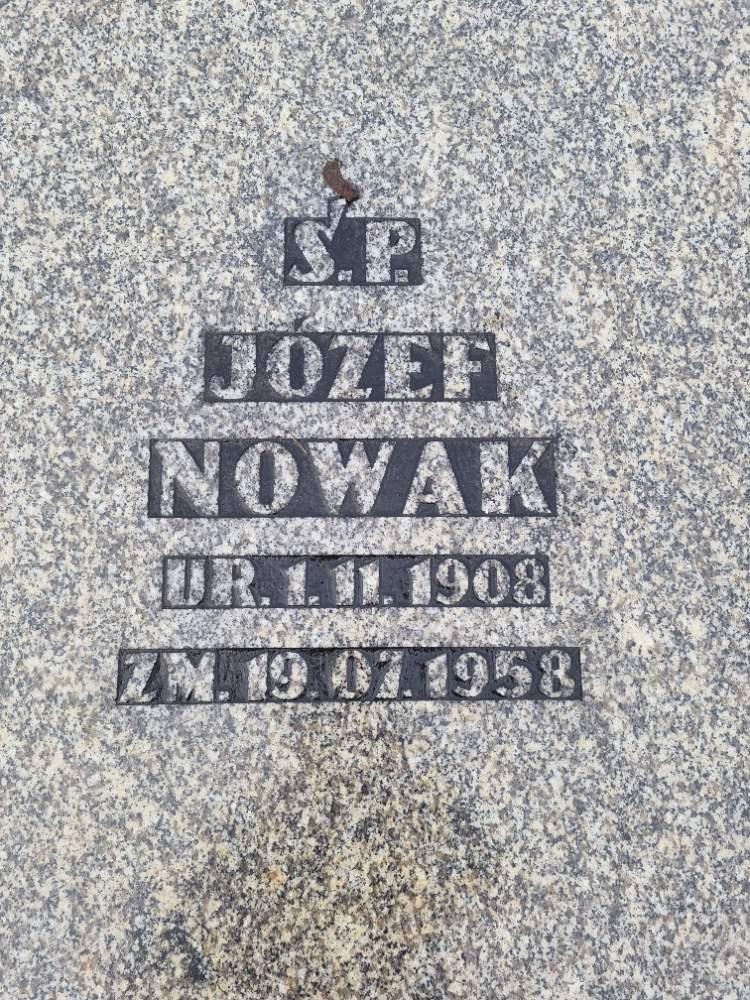 Ś.P.
JÓZEF
NOWAK
UR. 1.11.1908
ZM. 19.07.1958